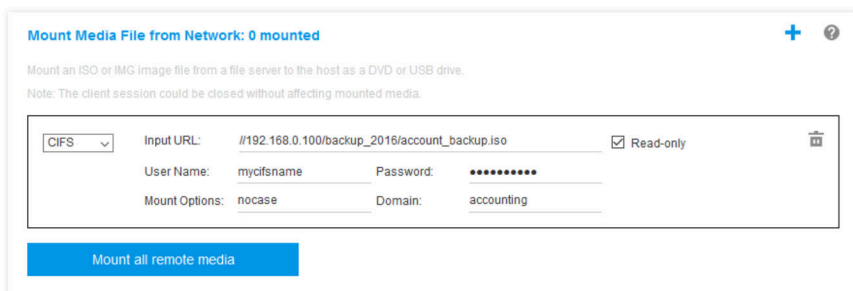 Mount Media File from Network: 0 mounted
Mount an ISO or IMG image file from a file server to the host as a DVD or USB drive.
Note: The client session could be closed without affecting mounted media.
CIFS Input URL: //192.168.0.100/backup_2016/account_backup.iso Read-only
User Name: mycifsname Password: ●●●●●●●●●●
Mount Options: nocase Domain: accounting
Mount all remote media